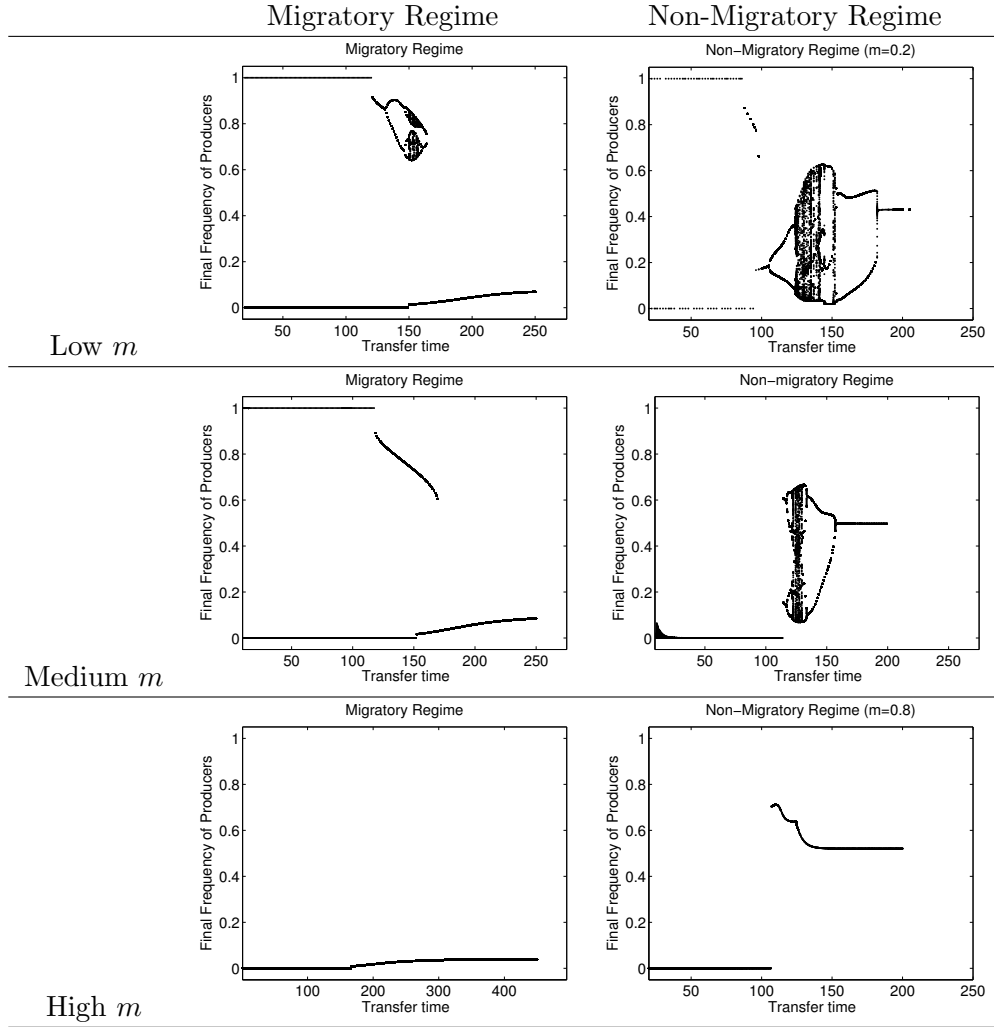 Migratory Regime Non-Migratory Regime
Migratory Regime
1
0.8
0.6
0.4
0.2
0
Final Frequency of Producers
50 100 150 200 250
Transfer time
Non−Migratory Regime (m=0.2)
1
0.8
0.6
0.4
0.2
0
Final Frequency of Producers
50 100 150 200 250
Transfer time
Low m
Migratory Regime
1
0.8
0.6
0.4
0.2
0
Final Frequency of Producers
50 100 150 200 250
Transfer time
Non−migratory Regime
1
0.8
0.6
0.4
0.2
0
Final Frequency of Producers
50 100 150 200 250
Transfer time
Medium m
Migratory Regime
1
0.8
0.6
0.4
0.2
0
Final Frequency of Producers
100 200 300 400
Transfer time
Non−Migratory Regime (m=0.8)
1
0.8
0.6
0.4
0.2
0
Final Frequency of Producers
50 100 150 200 250
Transfer time
High m